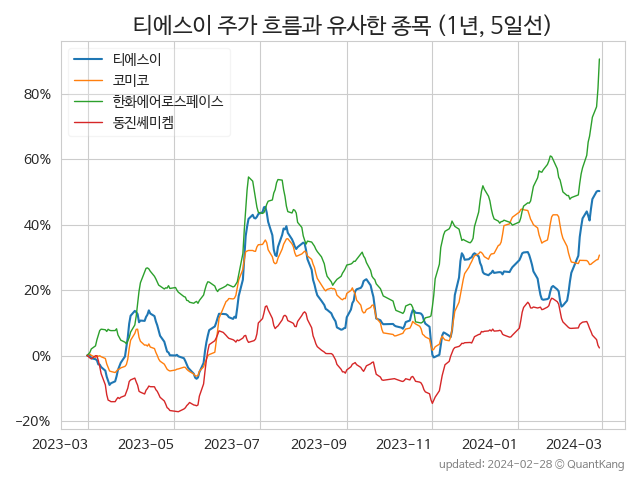 티에스이 주가 흐름과 유사한 종목 (1년, 5일선)
티에스이
코미코
한화에어로스페이스
동진쎄미켐
80%
60%
40%
20%
0%
−20%
2023−03
2023−05
2023−07
2023−09
2023−11
2024−01
2024−03
updated: 2024-02-28 © QuantKang